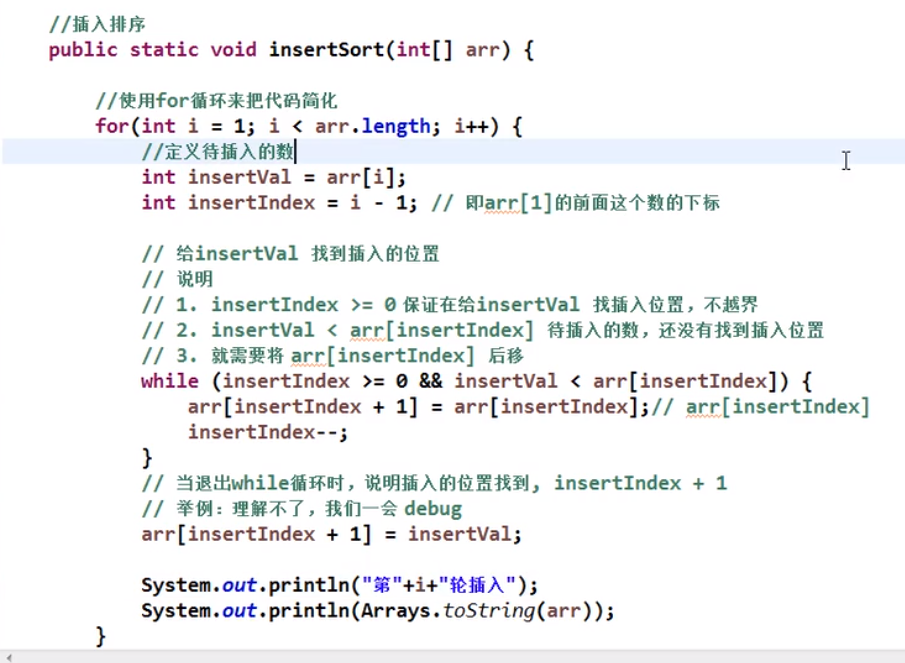 //插入排序
public static void insertSort(int[] arr) {
//使用for循环来把代码简化
for(int i = 1; i < arr.length; i++) {
//定义待插入的数
int insertVal = arr[i];
int insertIndex = i - 1; // 即arr[1]的前面这个数的下标
// 给insertVal 找到插入的位置
// 说明
// 1. insertIndex >= 0 保证在给insertVal 找插入位置，不越界
// 2. insertVal < arr[insertIndex] 待插入的数，还没有找到插入位置
// 3. 就需要将 arr[insertIndex] 后移
while (insertIndex >= 0 && insertVal < arr[insertIndex]) {
arr[insertIndex + 1] = arr[insertIndex];// arr[insertIndex]
insertIndex--;
}
// 当退出while循环时，说明插入的位置找到, insertIndex + 1
// 举例：理解不了，我们一会 debug
arr[insertIndex + 1] = insertVal;
System.out.println("第"+i+"轮插入");
System.out.println(Arrays.toString(arr));
}